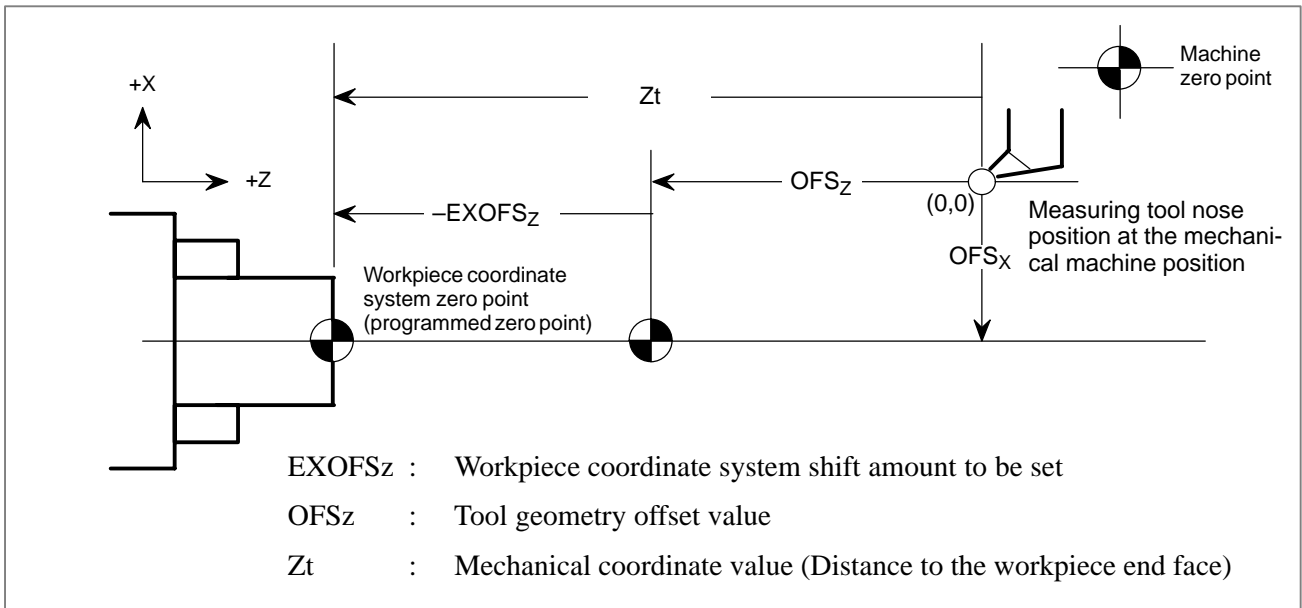 Machine
zero point
+X
Zt
+Z
OFSZ
(0,0)
–EXOFSZ
Measuring tool nose
position at the mechani-
cal machine position
OFSX
Workpiece coordinate
system zero point
(programmed zero point)
EXOFSz : Workpiece coordinate system shift amount to be set
OFSz : Tool geometry offset value
Zt : Mechanical coordinate value (Distance to the workpiece end face)